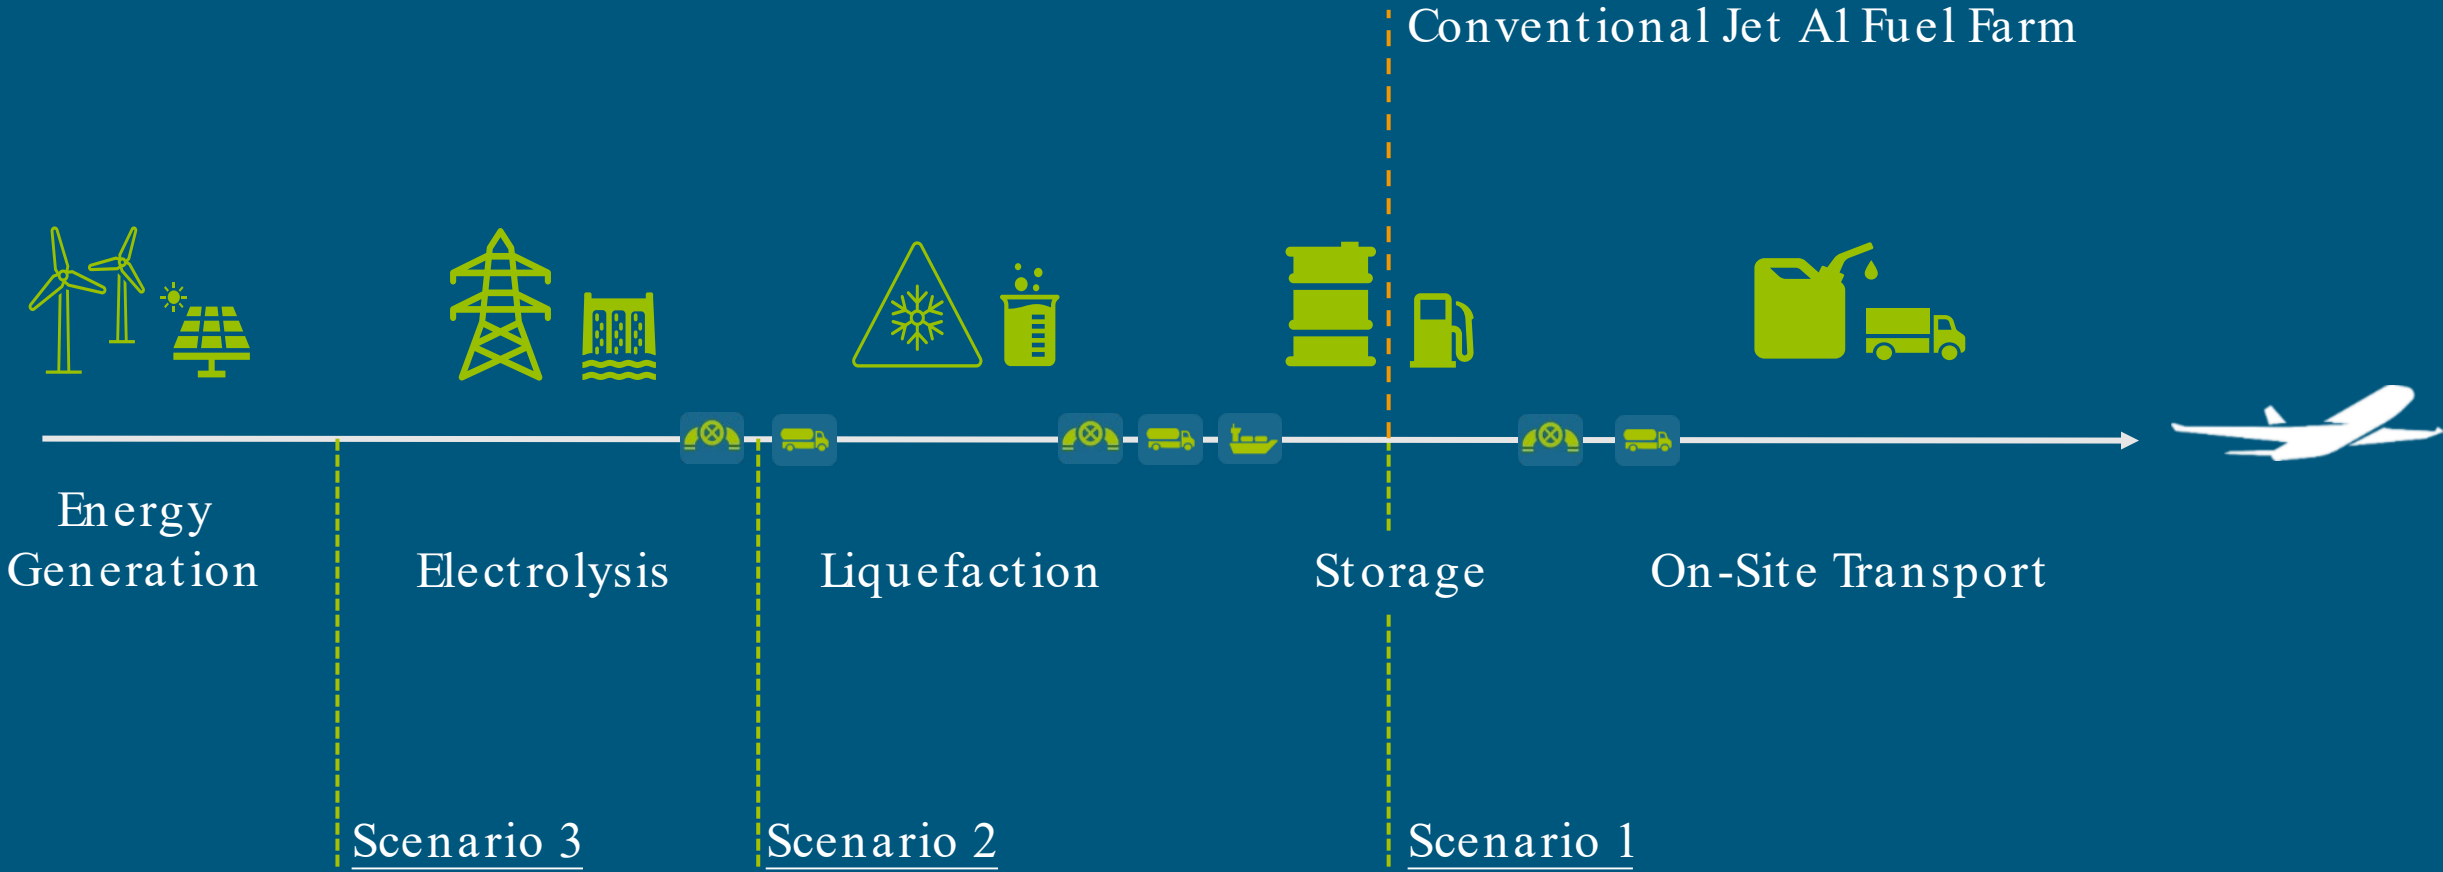 Conventional Jet A1 Fuel Farm
Energy
Generation
Electrolysis
Liquefaction
Storage
On-Site Transport
Scenario 3
Scenario 2
Scenario 1